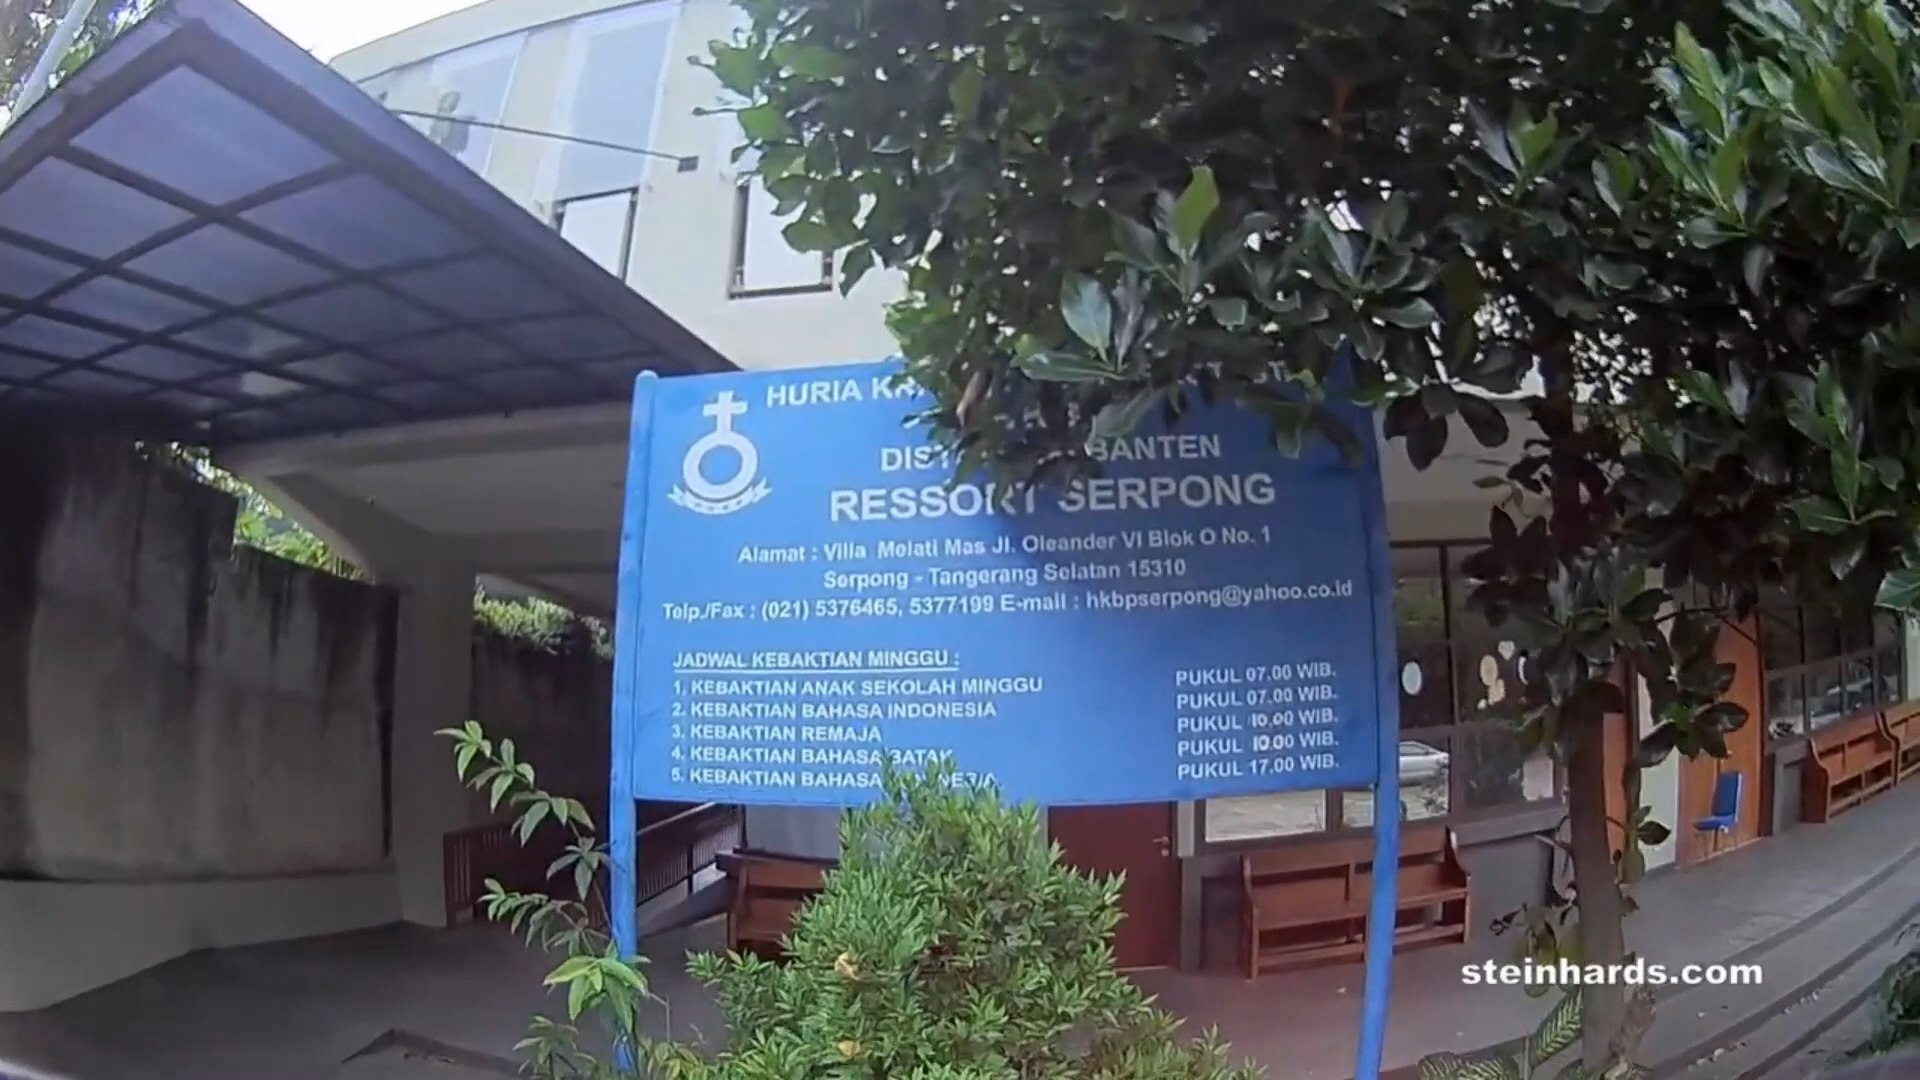 HURIA
BANTEN
RESSORT SERPONG
Alamat : Villa Melati Mas Jl. Oleander VI Blok O No. 1
Serpong - Tangerang Selatan 15310
Telp./Fax : (021) 5376465, 5377199 E-mail : hkbpserpong@yahoo.co.id
JADWAL KEBAKTIAN MINGGU :
1. KEBAKTIAN ANAK SEKOLAH MINGGU PUKUL 07.00 WIB.
2. KEBAKTIAN BAHASA INDONESIA PUKUL 07.00 WIB.
3. KEBAKTIAN REMAJA PUKUL 10.00 WIB.
4. KEBAKTIAN BAHASA BATAK PUKUL 10.00 WIB.
5. KEBAKTIAN BAHASA PUKUL 17.00 WIB.
steinhards.com